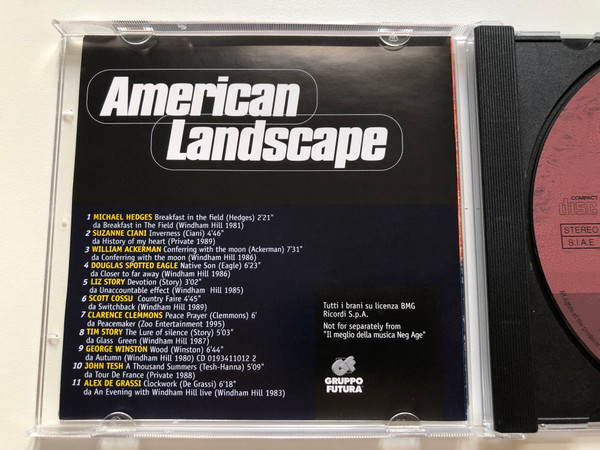 American
Landscape
1 MICHAEL HEDGES Breakfast in the field (Hedges) 2'21"
da Breakfast in The Field (Windham Hill 1981)
2 SUZANNE CIANI Inverness (Ciani) 4'46"
da History of my heart (Private 1989)
3 WILLIAM ACKERMAN Conferring with the moon (Ackerman) 7'31"
da Conferring with the moon (Windham Hill 1986)
4 DOUGLAS SPOTTED EAGLE Native Son (Eagle) 6'23"
da Closer to far away (Windham Hill 1986)
5 LIZ STORY Devotion (Story) 3'02"
da Unaccountable effect (Windham Hill 1985)
6 SCOTT COSSU Country Faire 4'45"
da Switchback (Windham Hill 1989)
7 CLARENCE CLEMMONS Peace Prayer (Clemmons) 6'
da Peacemaker (Zoo Entertainment 1995)
8 TIM STORY The Lure of silence (Story) 5'03"
da Glass Green (Windham Hill 1987)
9 GEORGE WINSTON Wood (Winston) 6'44"
da Autumn (Windham Hill 1980) CD 0193411012 2
10 JOHN TESH A Thousand Summers (Tesh-Hanna) 5'09"
da Tour De France (Private 1988)
11 ALEX DE GRASSI Clockwork (De Grassi) 6'18"
da An Evening with Windham Hill live (Windham Hill 1983)
Tutti i brani su licenza BMG
Ricordi S.p.A.
Not for separately from
"Il meglio della musica Neg Age"
GRUPPO
FUTURA
COMPACT
disc
STEREO
S.I.A.E.